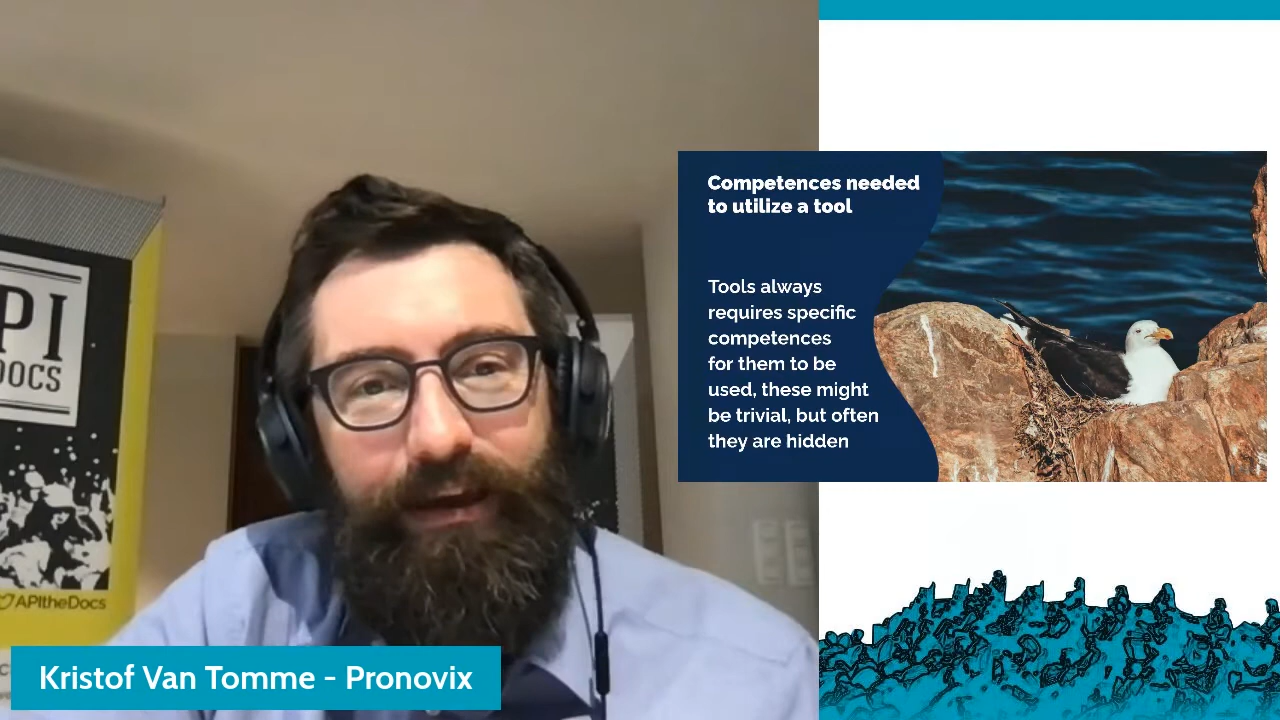 Competences needed
to utilize a tool
Tools always
requires specific
competences
for them to be
used, these might
be trivial, but often
they are hidden
PI
DOCS
APItheDocs
Kristof Van Tomme - Pronovix